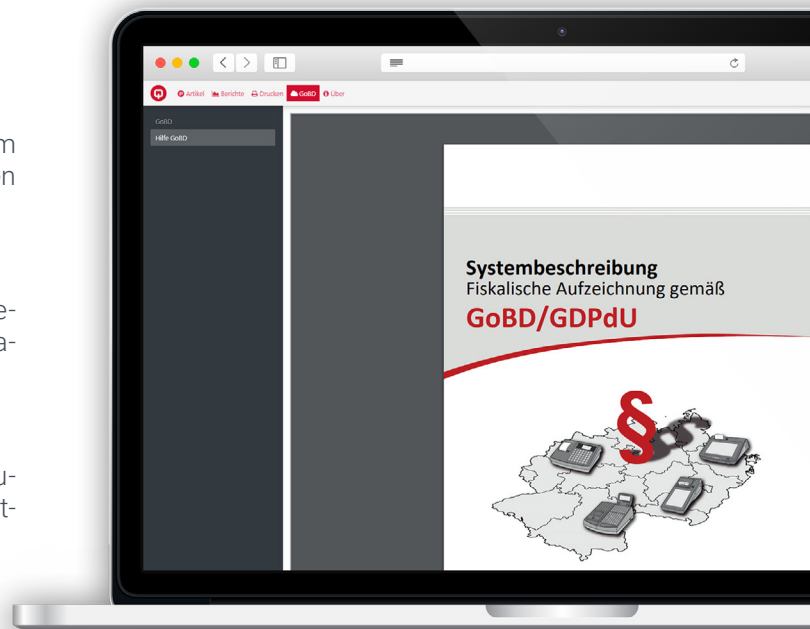 m
n
e-
a-
u-
t-
Artikel Berichte Drucken GoBD Über
GoBD
Hilfe GoBD
Systembeschreibung
Fiskalische Aufzeichnung gemäß
GoBD/GDPdU
§